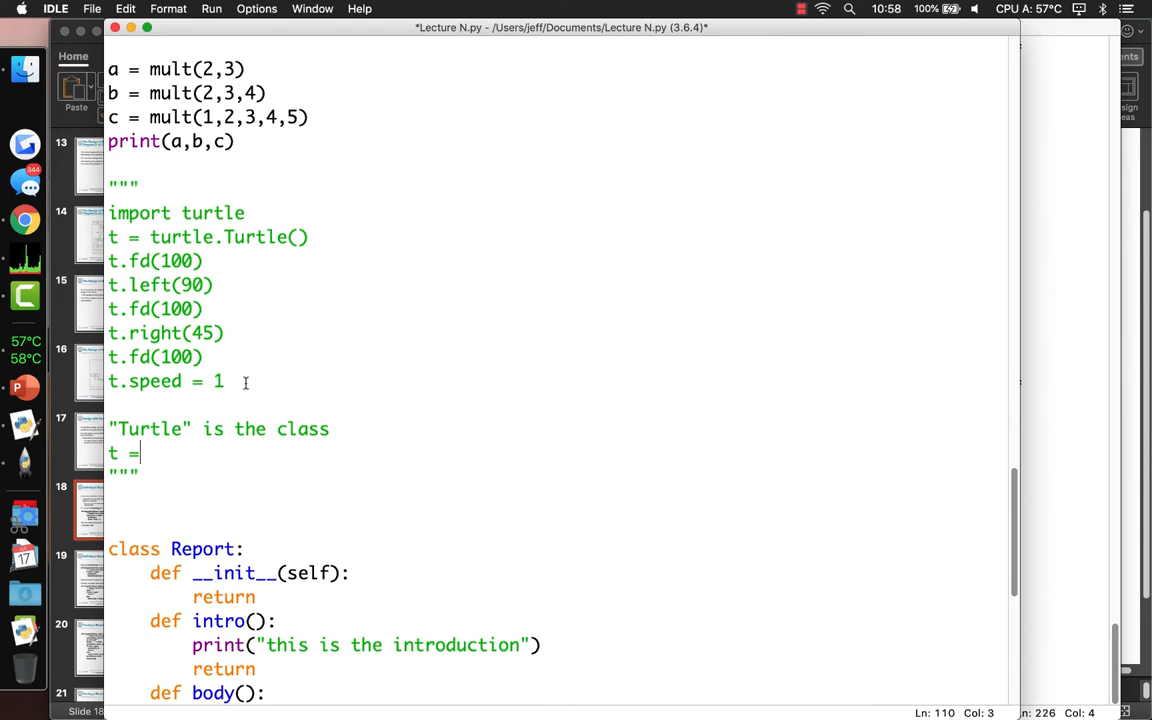 IDLE File Edit Format Run Options Window Help 10:58 100% CPU A: 57°C
*Lecture N.py - /Users/jeff/Documents/Lecture N.py (3.6.4)*
Home
Paste
a = mult(2,3)
b = mult(2,3,4)
c = mult(1,2,3,4,5)
print(a,b,c)
"""
import turtle
t = turtle.Turtle()
t.fd(100)
t.left(90)
t.fd(100)
t.right(45)
t.fd(100)
t.speed = 1
"Turtle" is the class
t =
"""
class Report:
def __init__(self):
return
def intro():
print("this is the introduction")
return
def body():
Ln: 110 Col: 3
Ln: 226 Col: 4
13
14
15
16
17
18
19
20
21
Slide 18
344
57°C
58°C
17
ents
sign
eas